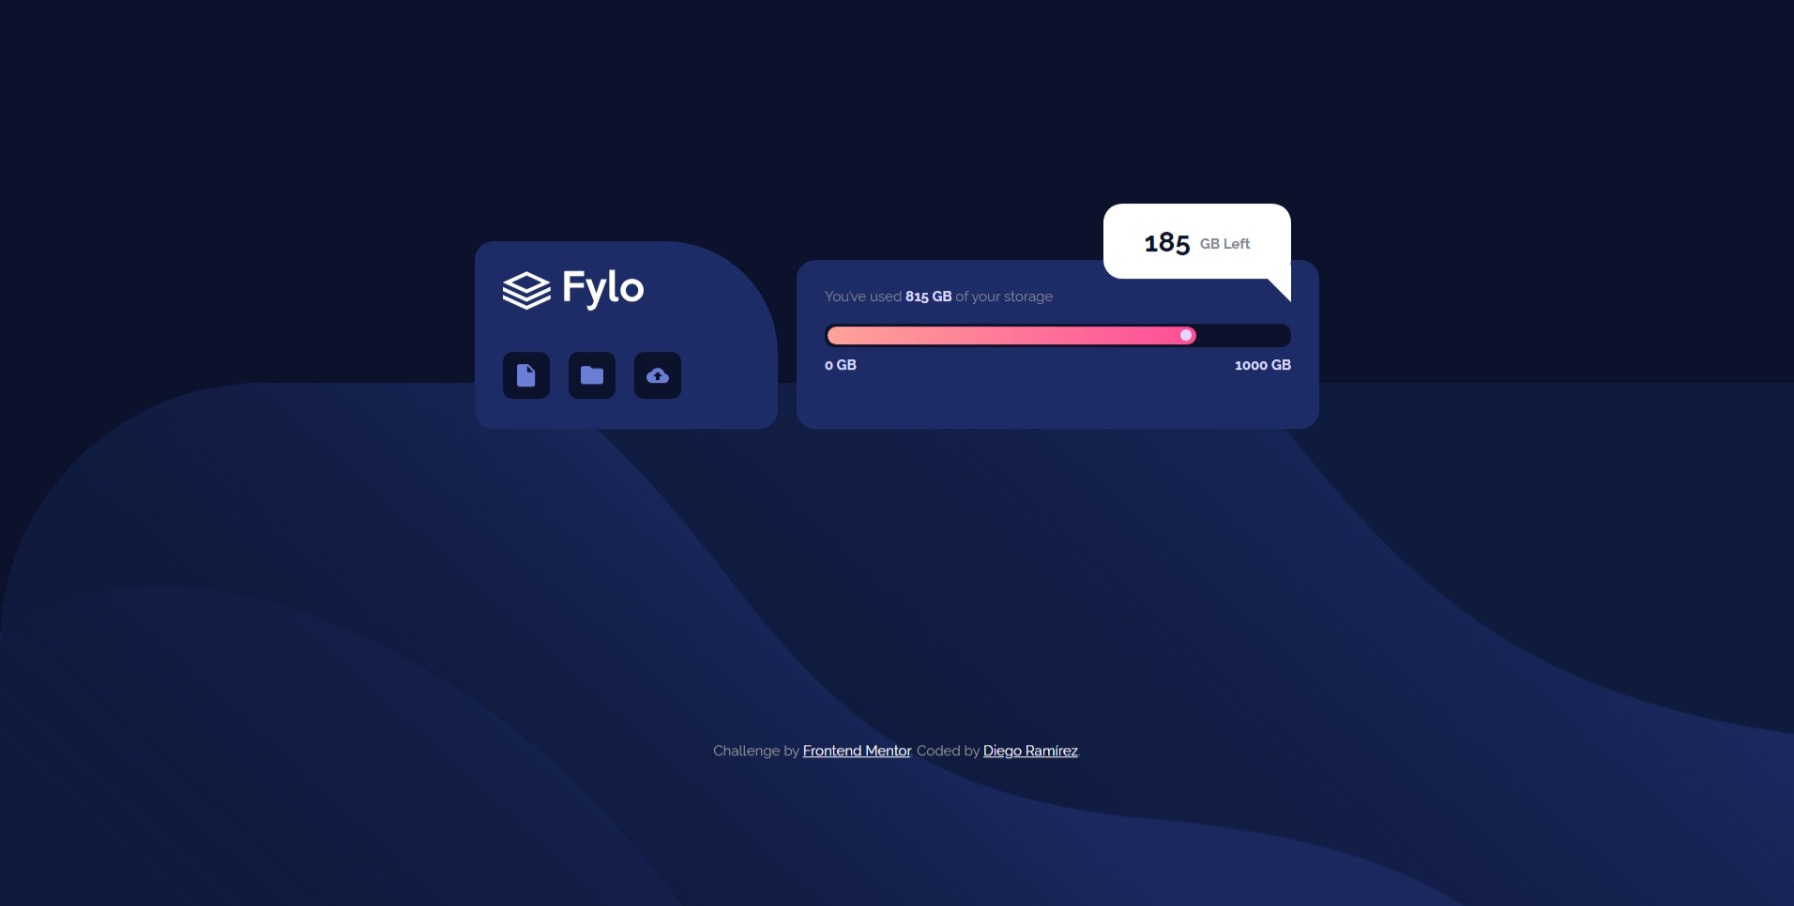 Fylo
185 GB Left
You've used 815 GB of your storage
0 GB 1000 GB
Challenge by Frontend Mentor. Coded by Diego Ramírez.